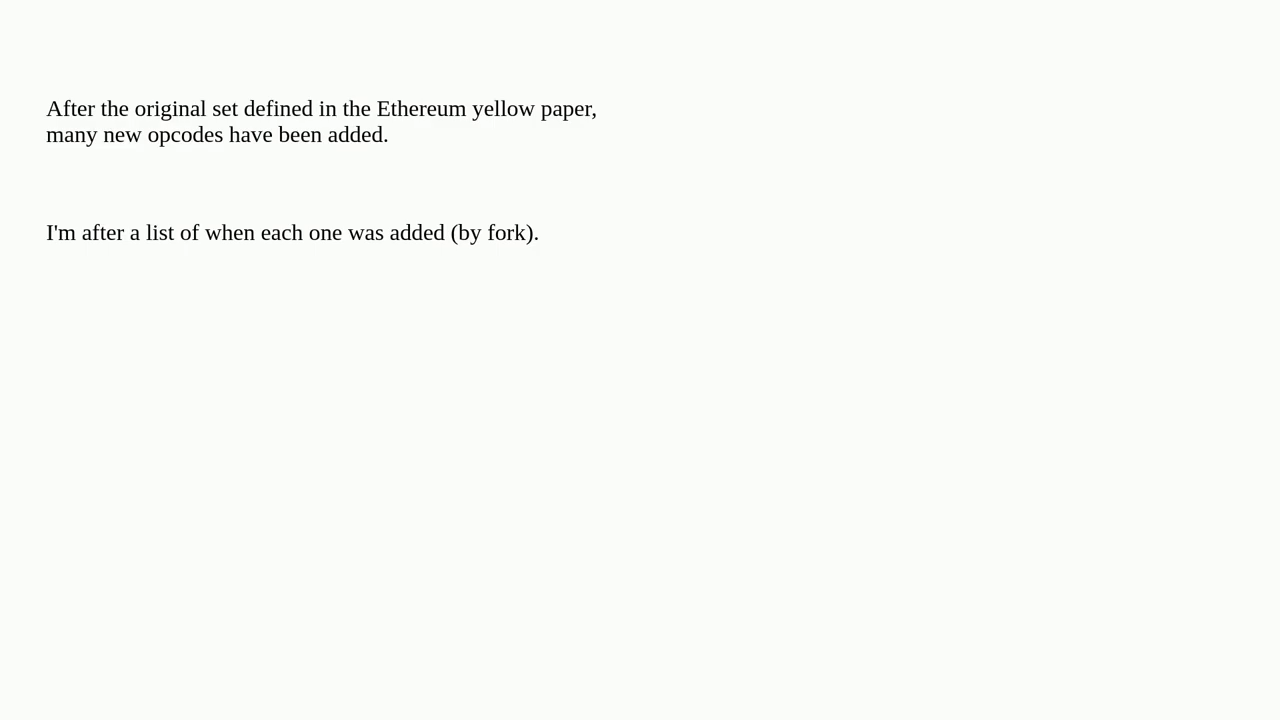 After the original set defined in the Ethereum yellow paper,
many new opcodes have been added.
I'm after a list of when each one was added (by fork).